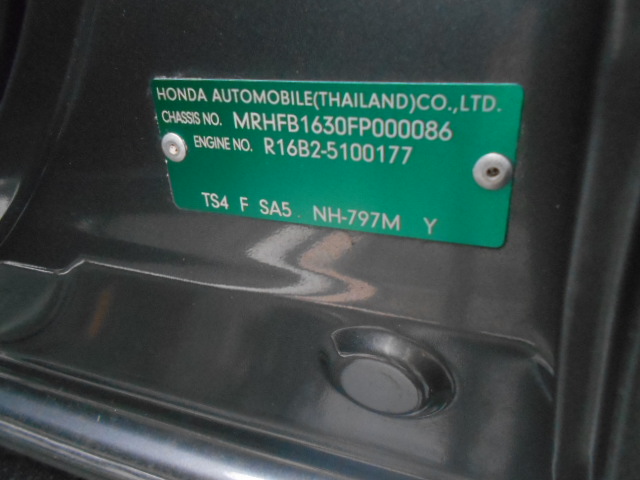 HONDA AUTOMOBILE(THAILAND)CO.,LTD.
CHASSIS NO. MRHFB1630FP000086
ENGINE NO. R16B2-5100177
TS4 F SA5 NH-797M Y